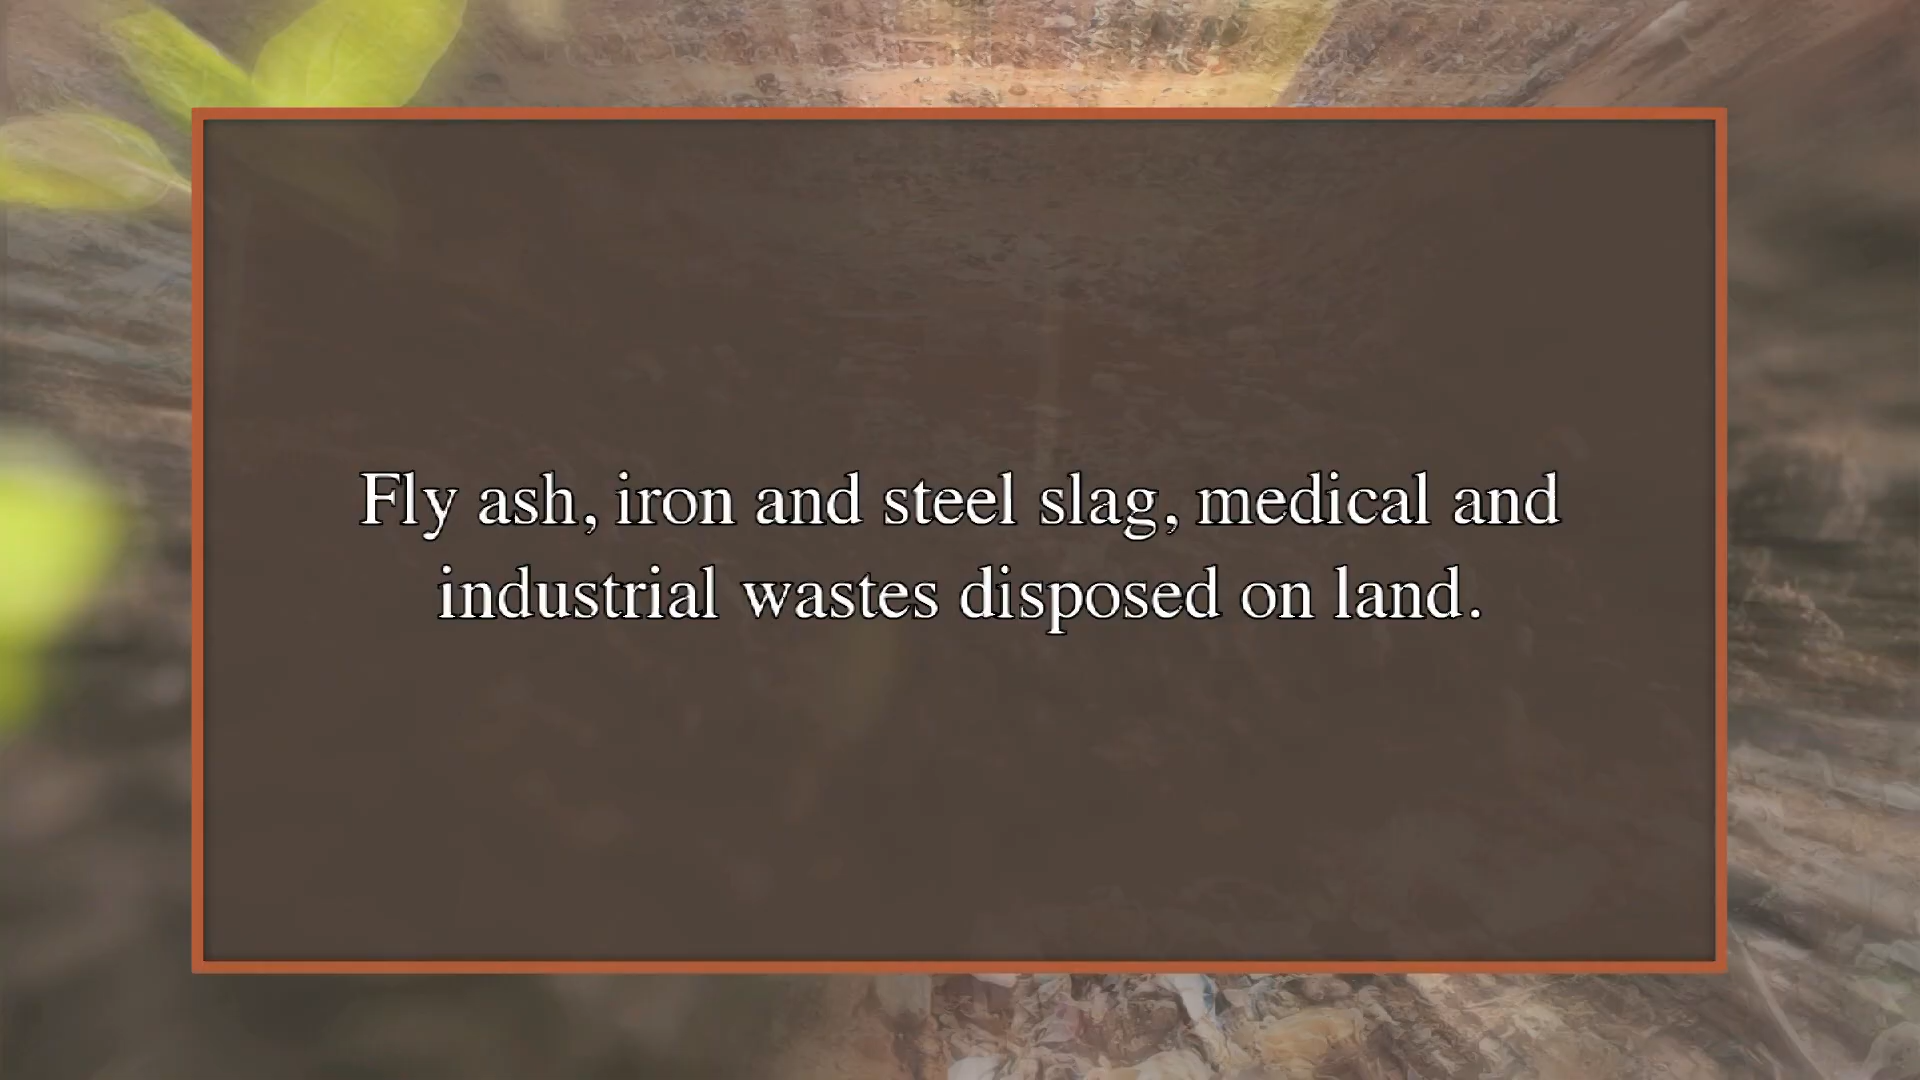 Fly ash, iron and steel slag, medical and
industrial wastes disposed on land.